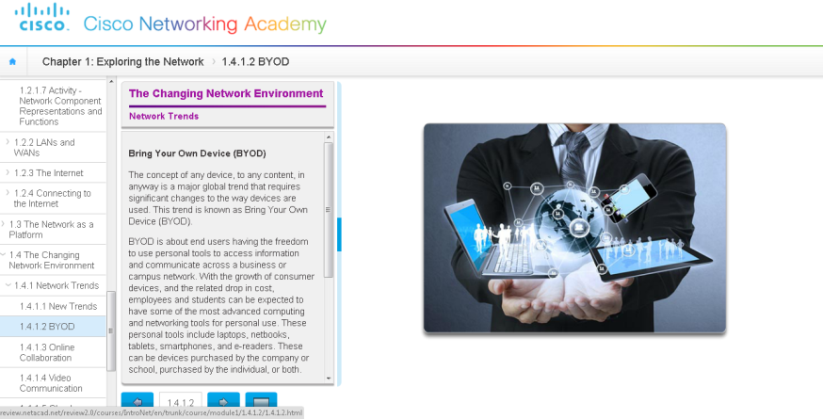 CISCO Cisco Networking Academy
Chapter 1: Exploring the Network > 1.4.1.2 BYOD
1.2.1.7 Activity -
Network Component
Representations and
Functions
1.2.2 LANs and
WANs
1.2.3 The Internet
1.2.4 Connecting to
the Internet
1.3 The Network as a
Platform
1.4 The Changing
Network Environment
1.4.1 Network Trends
1.4.1.1 New Trends
1.4.1.2 BYOD
1.4.1.3 Online
Collaboration
1.4.1.4 Video
Communication
The Changing Network Environment
Network Trends
Bring Your Own Device (BYOD)
The concept of any device, to any content, in
anyway is a major global trend that requires
significant changes to the way devices are
used. This trend is known as Bring Your Own
Device (BYOD).
BYOD is about end users having the freedom
to use personal tools to access information
and communicate across a business or
campus network. With the growth of consumer
devices, and the related drop in cost,
employees and students can be expected to
have some of the most advanced computing
and networking tools for personal use. These
personal tools include laptops, netbooks,
tablets, smartphones, and e-readers. These
can be devices purchased by the company or
school, purchased by the individual, or both.
1.4.1.2
review.netacad.net/review2.0/courses/IntroNet/en/trunk/course/module1/1.4.1.2/1.4.1.2.html